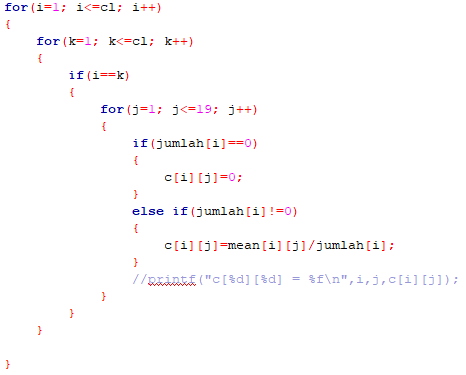 for(i=1; i<=cl; i++)
{
for(k=1; k<=cl; k++)
{
if(i==k)
{
for(j=1; j<=19; j++)
{
if(jumlah[i]==0)
{
c[i][j]=0;
}
else if(jumlah[i]!=0)
{
c[i][j]=mean[i][j]/jumlah[i];
}
//printf("c[%d][%d] = %f\n",i,j,c[i][j]);
}
}
}
}